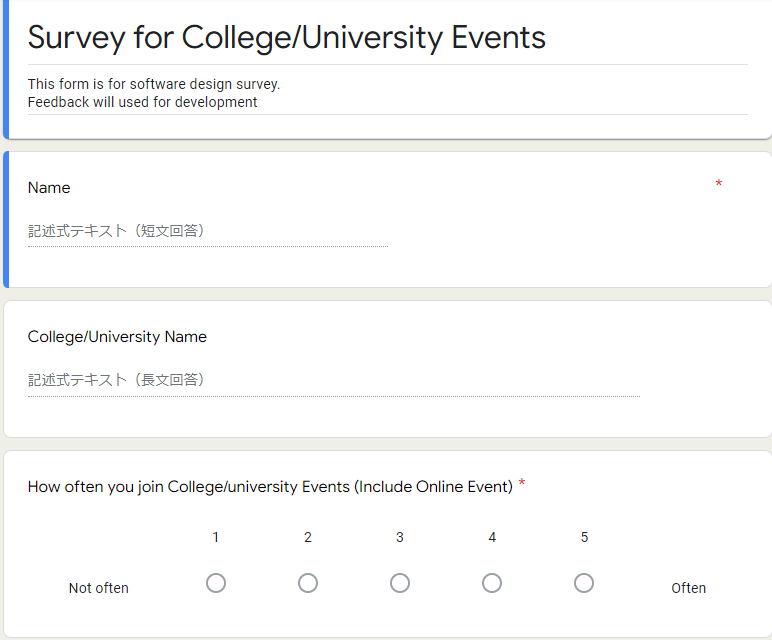 Survey for College/University Events
This form is for software design survey.
Feedback will used for development
Name *
記述式テキスト（短文回答）
College/University Name
記述式テキスト（長文回答）
How often you join College/university Events (Include Online Event) *
1 2 3 4 5
Not often Often